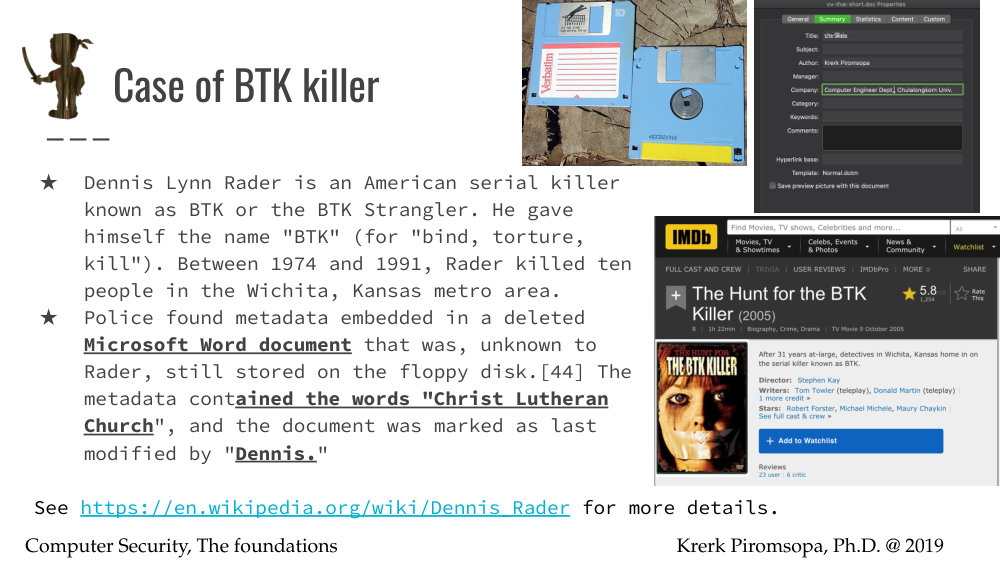 Case of BTK killer
★ Dennis Lynn Rader is an American serial killer
known as BTK or the BTK Strangler. He gave
himself the name "BTK" (for "bind, torture,
kill"). Between 1974 and 1991, Rader killed ten
people in the Wichita, Kansas metro area.
★ Police found metadata embedded in a deleted
Microsoft Word document that was, unknown to
Rader, still stored on the floppy disk.[44] The
metadata contained the words "Christ Lutheran
Church", and the document was marked as last
modified by "Dennis."
See https://en.wikipedia.org/wiki/Dennis_Rader for more details.
Computer Security, The foundations
Krerk Piromsopa, Ph.D. @ 2019
Verbatim
HD
4533A21916
cv-thai-short.doc Properties
General Summary Statistics Content Custom
Title:
Subject:
Author: Krerk Piromsopa
Manager:
Company: Computer Engineer Dept., Chulalongkorn Univ.
Category:
Keywords:
Comments:
Hyperlink base:
Template: Normal.dotm
Save preview picture with this document
IMDb
Find Movies, TV shows, Celebrities and more...
All
Movies, TV & Showtimes
Celebs, Events & Photos
News & Community
Watchlist
FULL CAST AND CREW | TRIVIA | USER REVIEWS | IMDbPro | MORE
SHARE
+ The Hunt for the BTK
Killer (2005)
5.8/10
1,254
Rate
This
R | 1h 22min | Biography, Crime, Drama | TV Movie 9 October 2005
THE HUNT FOR
THE BTK KILLER
After 31 years at-large, detectives in Wichita, Kansas home in on
the serial killer known as BTK.
Director: Stephen Kay
Writers: Tom Towler (teleplay), Donald Martin (teleplay) |
1 more credit »
Stars: Robert Forster, Michael Michele, Maury Chaykin |
See full cast & crew »
+ Add to Watchlist
Reviews
23 user | 6 critic